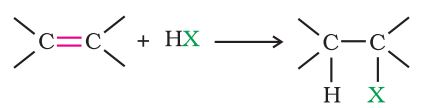 C=C + HX → C—C
H X